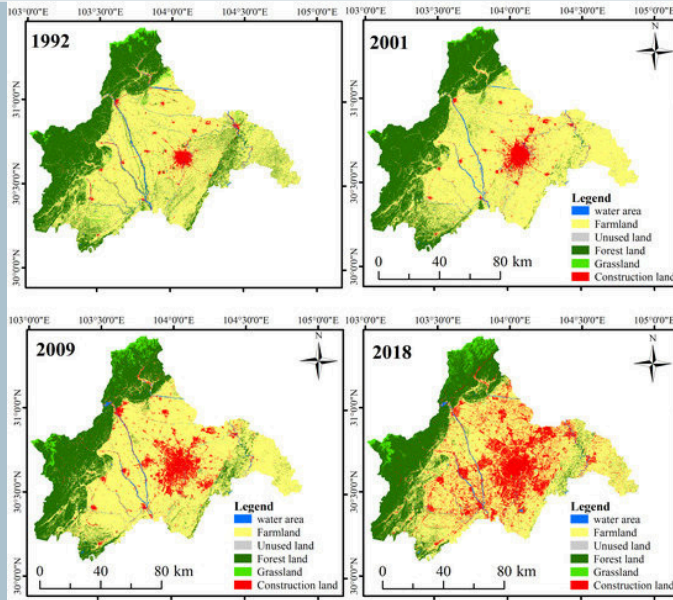 103°0'0"E 103°30'0"E 104°0'0"E 104°30'0"E 105°0'0"E
1992
31°0'0"N
30°30'0"N
30°0'0"N
103°0'0"E 103°30'0"E 104°0'0"E 104°30'0"E 105°0'0"E
2001
N
31°0'0"N
30°30'0"N
30°0'0"N
Legend
water area
Farmland
Unused land
Forest land
Grassland
Construction land
0 40 80 km
103°0'0"E 103°30'0"E 104°0'0"E 104°30'0"E 105°0'0"E
2009
N
31°0'0"N
30°30'0"N
30°0'0"N
Legend
water area
Farmland
Unused land
Forest land
Grassland
Construction land
0 40 80 km
103°0'0"E 103°30'0"E 104°0'0"E 104°30'0"E 105°0'0"E
2018
N
31°0'0"N
30°30'0"N
30°0'0"N
Legend
water area
Farmland
Unused land
Forest land
Grassland
Construction land
0 40 80 km